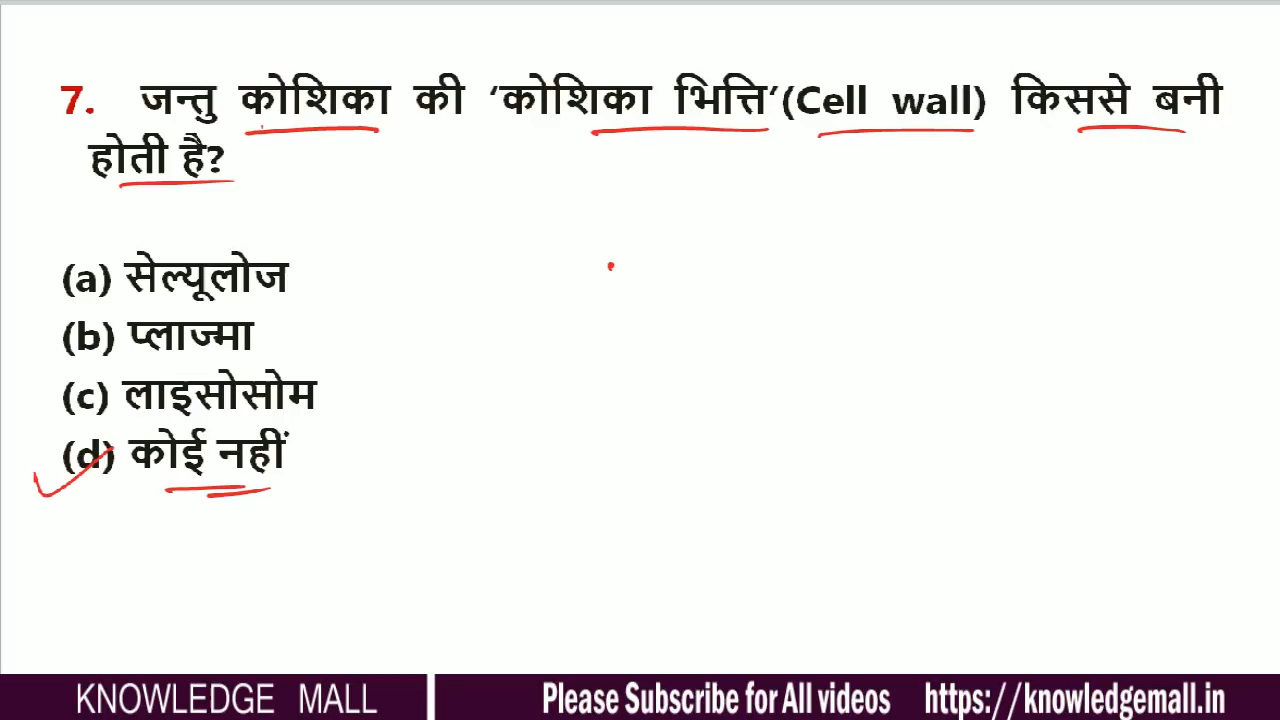 7. जन्तु कोशिका की ‘कोशिका भित्ति’(Cell wall) किससे बनी
होती है?
(a) सेल्यूलोज
(b) प्लाज्मा
(c) लाइसोसोम
(d) कोई नहीं
KNOWLEDGE MALL Please Subscribe for All videos https://knowledgemall.in